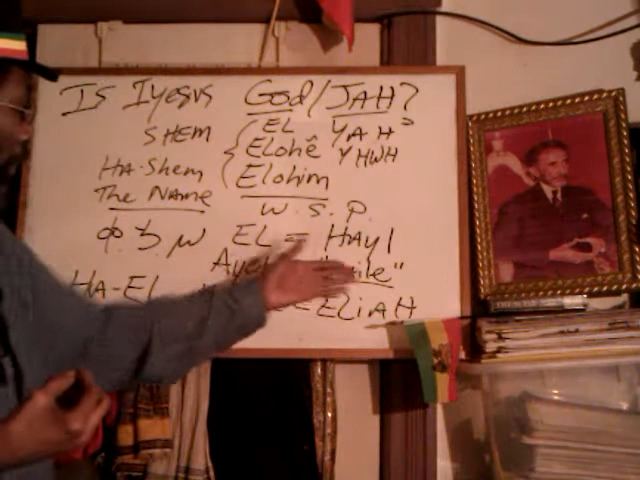 Is Iyesus God/JAH?
SHEM EL YAH
HA-Shem Elohê YHWH
The Name Elohim
W.S.P.
EL = HAYL
HA-EL
= ELiAH